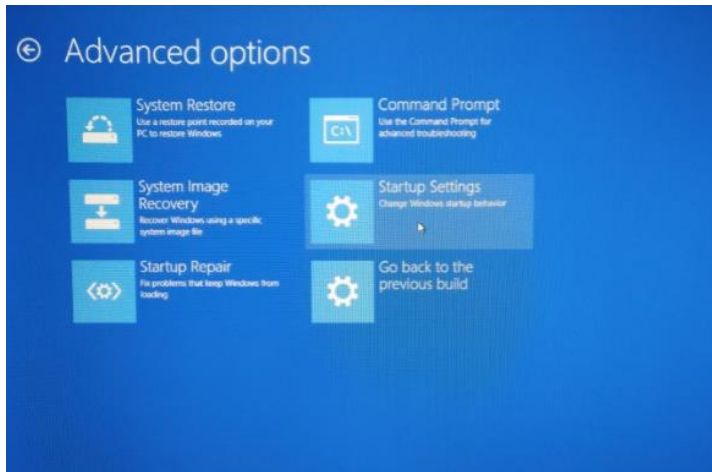 Advanced options
System Restore
Use a restore point recorded on your
PC to restore Windows
Command Prompt
Use the Command Prompt for
advanced troubleshooting
C:\
System Image
Recovery
Recover Windows using a specific
system image file
Startup Settings
Change Windows startup behavior
Startup Repair
Fix problems that keep Windows from
loading
Go back to the
previous build